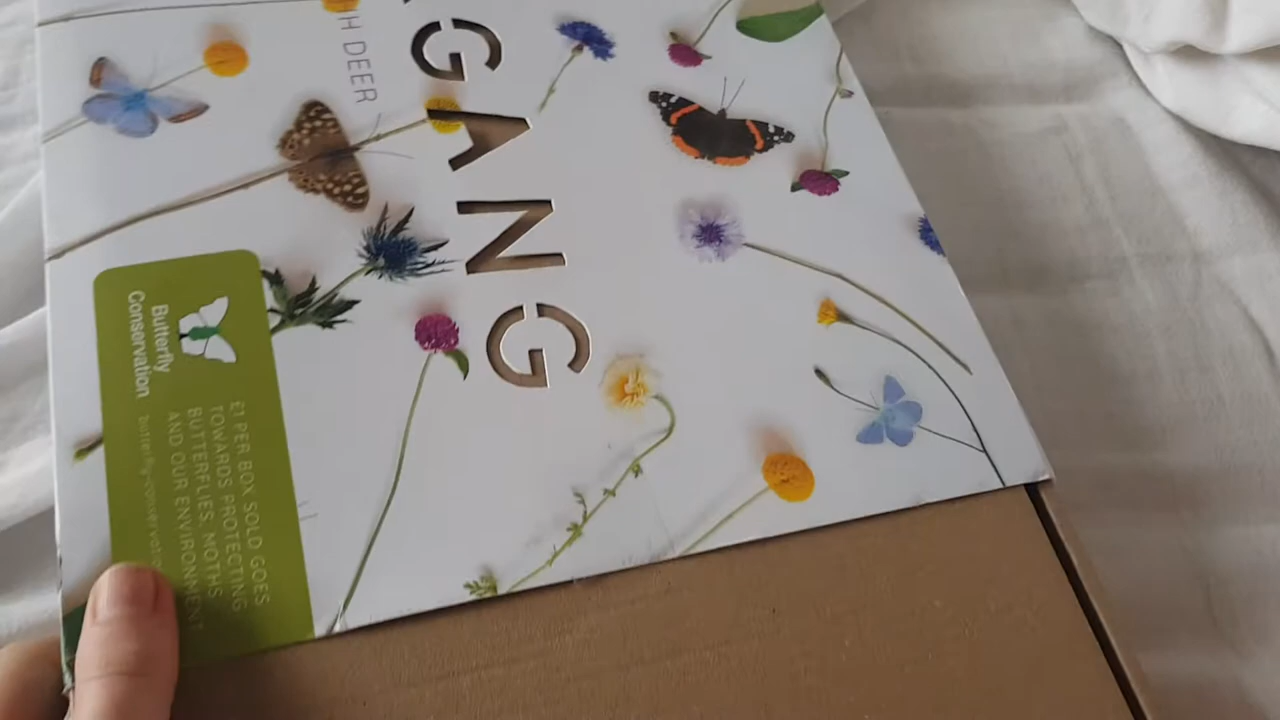 GANG
H DEER
Butterfly
Conservation
£1 PER BOX SOLD GOES
TOWARDS PROTECTING
BUTTERFLIES, MOTHS
AND OUR ENVIRONMENT